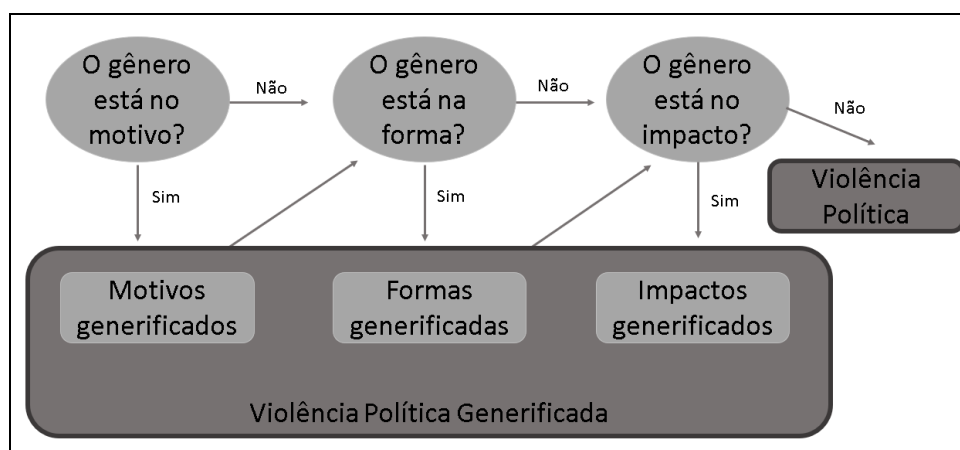 O gênero
está no
motivo?
Não
O gênero
está na
forma?
Não
O gênero
está no
impacto?
Não
Sim
Sim
Sim
Violência
Política
Motivos
generificados
Formas
generificadas
Impactos
generificados
Violência Política Generificada